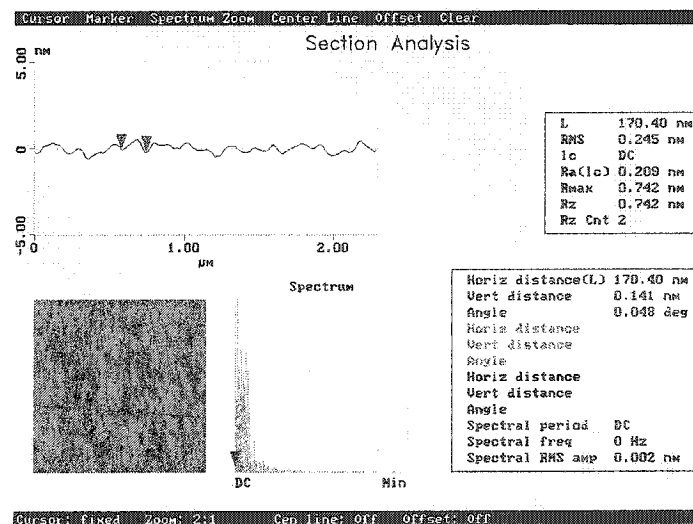 Cursor Marker Spectrum Zoom Center Line Offset Clear
Section Analysis
nm
5.00
0
-5.00
0 1.00 2.00
µm
L 170.40 nm
RMS 0.245 nm
lc DC
Ra(lc) 0.209 nm
Rmax 0.742 nm
Rz 0.742 nm
Rz Cnt 2
Spectrum
DC Min
Horiz distance(L) 170.40 nm
Vert distance 0.141 nm
Angle 0.048 deg
Horiz distance
Vert distance
Angle
Horiz distance
Vert distance
Angle
Spectral period DC
Spectral freq 0 Hz
Spectral RMS amp 0.002 nm
Cursor: fixed Zoom: 2:1 Cen line: Off Offset: Off